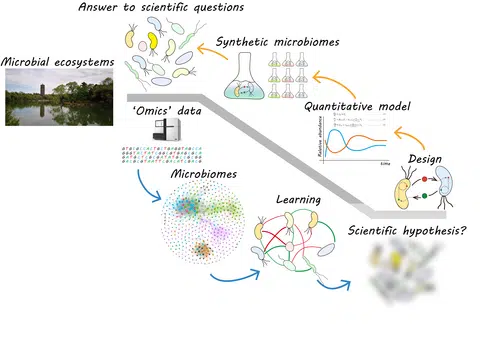 Answer to scientific questions
Microbial ecosystems
Synthetic microbiomes
'Omics' data
Quantitative model
Relative abundance
time
Design
Microbiomes
Learning
Scientific hypothesis?